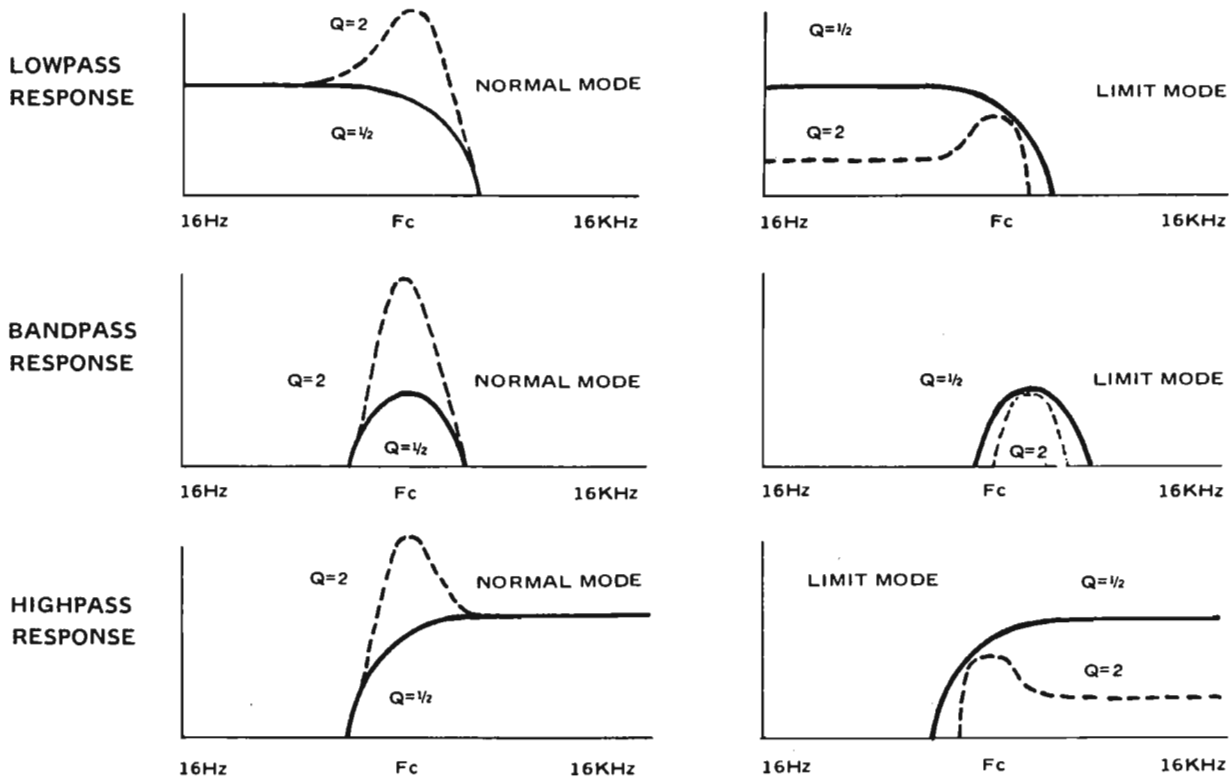 LOWPASS
RESPONSE
Q=2
NORMAL MODE
Q=½
16Hz Fc 16KHz
Q=½
LIMIT MODE
Q=2
16Hz Fc 16KHz
BANDPASS
RESPONSE
Q=2
NORMAL MODE
Q=½
16Hz Fc 16KHz
Q=½
LIMIT MODE
Q=2
16Hz Fc 16KHz
HIGHPASS
RESPONSE
Q=2
NORMAL MODE
Q=½
16Hz Fc 16KHz
LIMIT MODE
Q=½
Q=2
16Hz Fc 16KHz